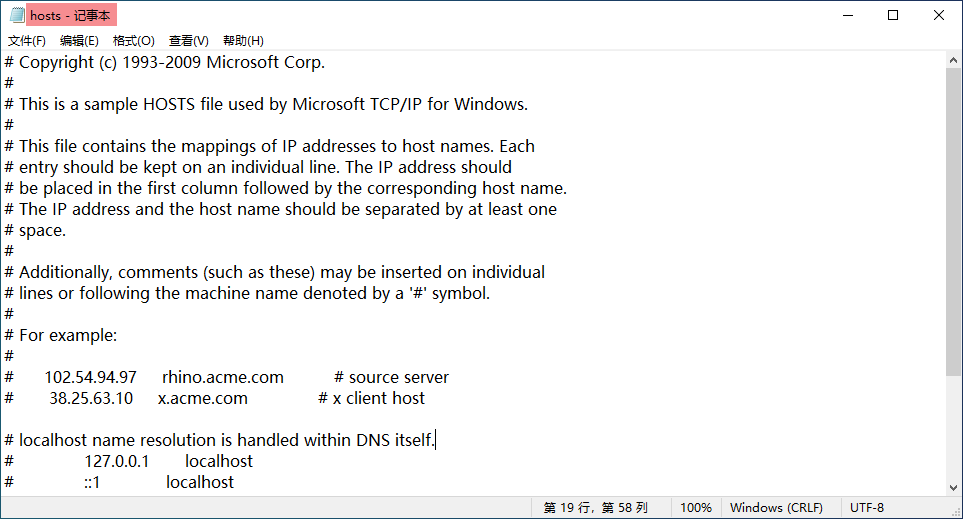 hosts - 记事本
文件(F) 编辑(E) 格式(O) 查看(V) 帮助(H)
# Copyright (c) 1993-2009 Microsoft Corp.
#
# This is a sample HOSTS file used by Microsoft TCP/IP for Windows.
#
# This file contains the mappings of IP addresses to host names. Each
# entry should be kept on an individual line. The IP address should
# be placed in the first column followed by the corresponding host name.
# The IP address and the host name should be separated by at least one
# space.
#
# Additionally, comments (such as these) may be inserted on individual
# lines or following the machine name denoted by a '#' symbol.
#
# For example:
#
#      102.54.94.97     rhino.acme.com          # source server
#       38.25.63.10     x.acme.com              # x client host

# localhost name resolution is handled within DNS itself.
#	127.0.0.1       localhost
#	::1             localhost
第 19 行，第 58 列 100% Windows (CRLF) UTF-8